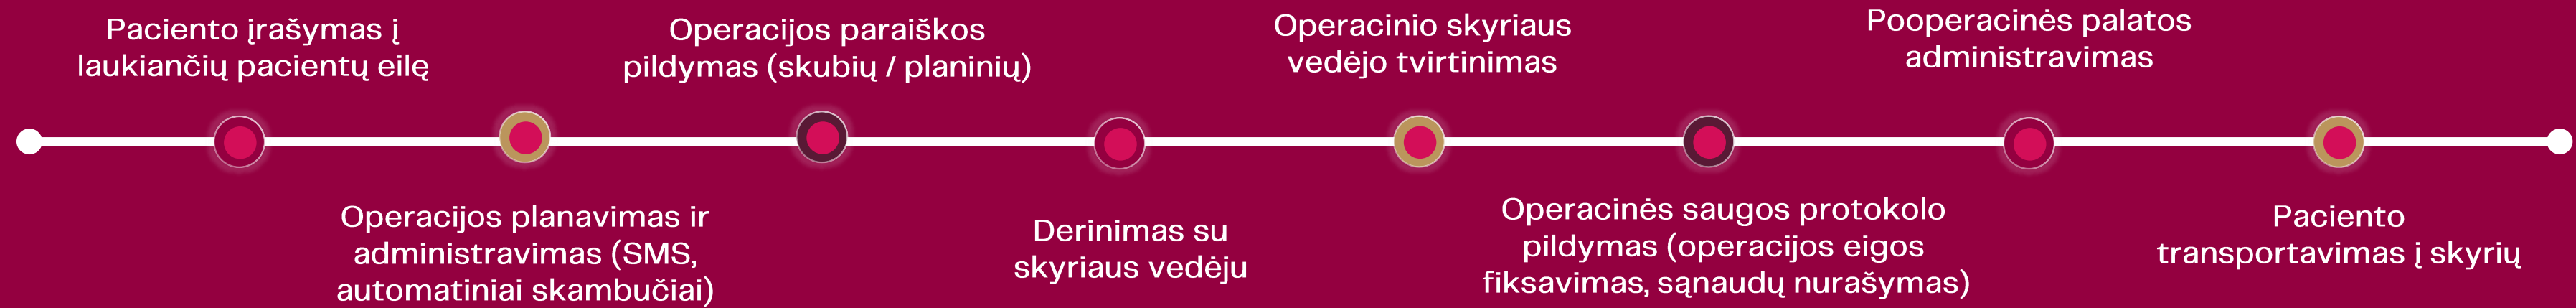 Paciento įrašymas į
laukiančių pacientų eilę
Operacijos planavimas ir
administravimas (SMS,
automatiniai skambučiai)
Operacijos paraiškos
pildymas (skubių / planinių)
Derinimas su
skyriaus vedėju
Operacinio skyriaus
vedėjo tvirtinimas
Operacinės saugos protokolo
pildymas (operacijos eigos
fiksavimas, sąnaudų nurašymas)
Pooperacinės palatos
administravimas
Paciento
transportavimas į skyrių